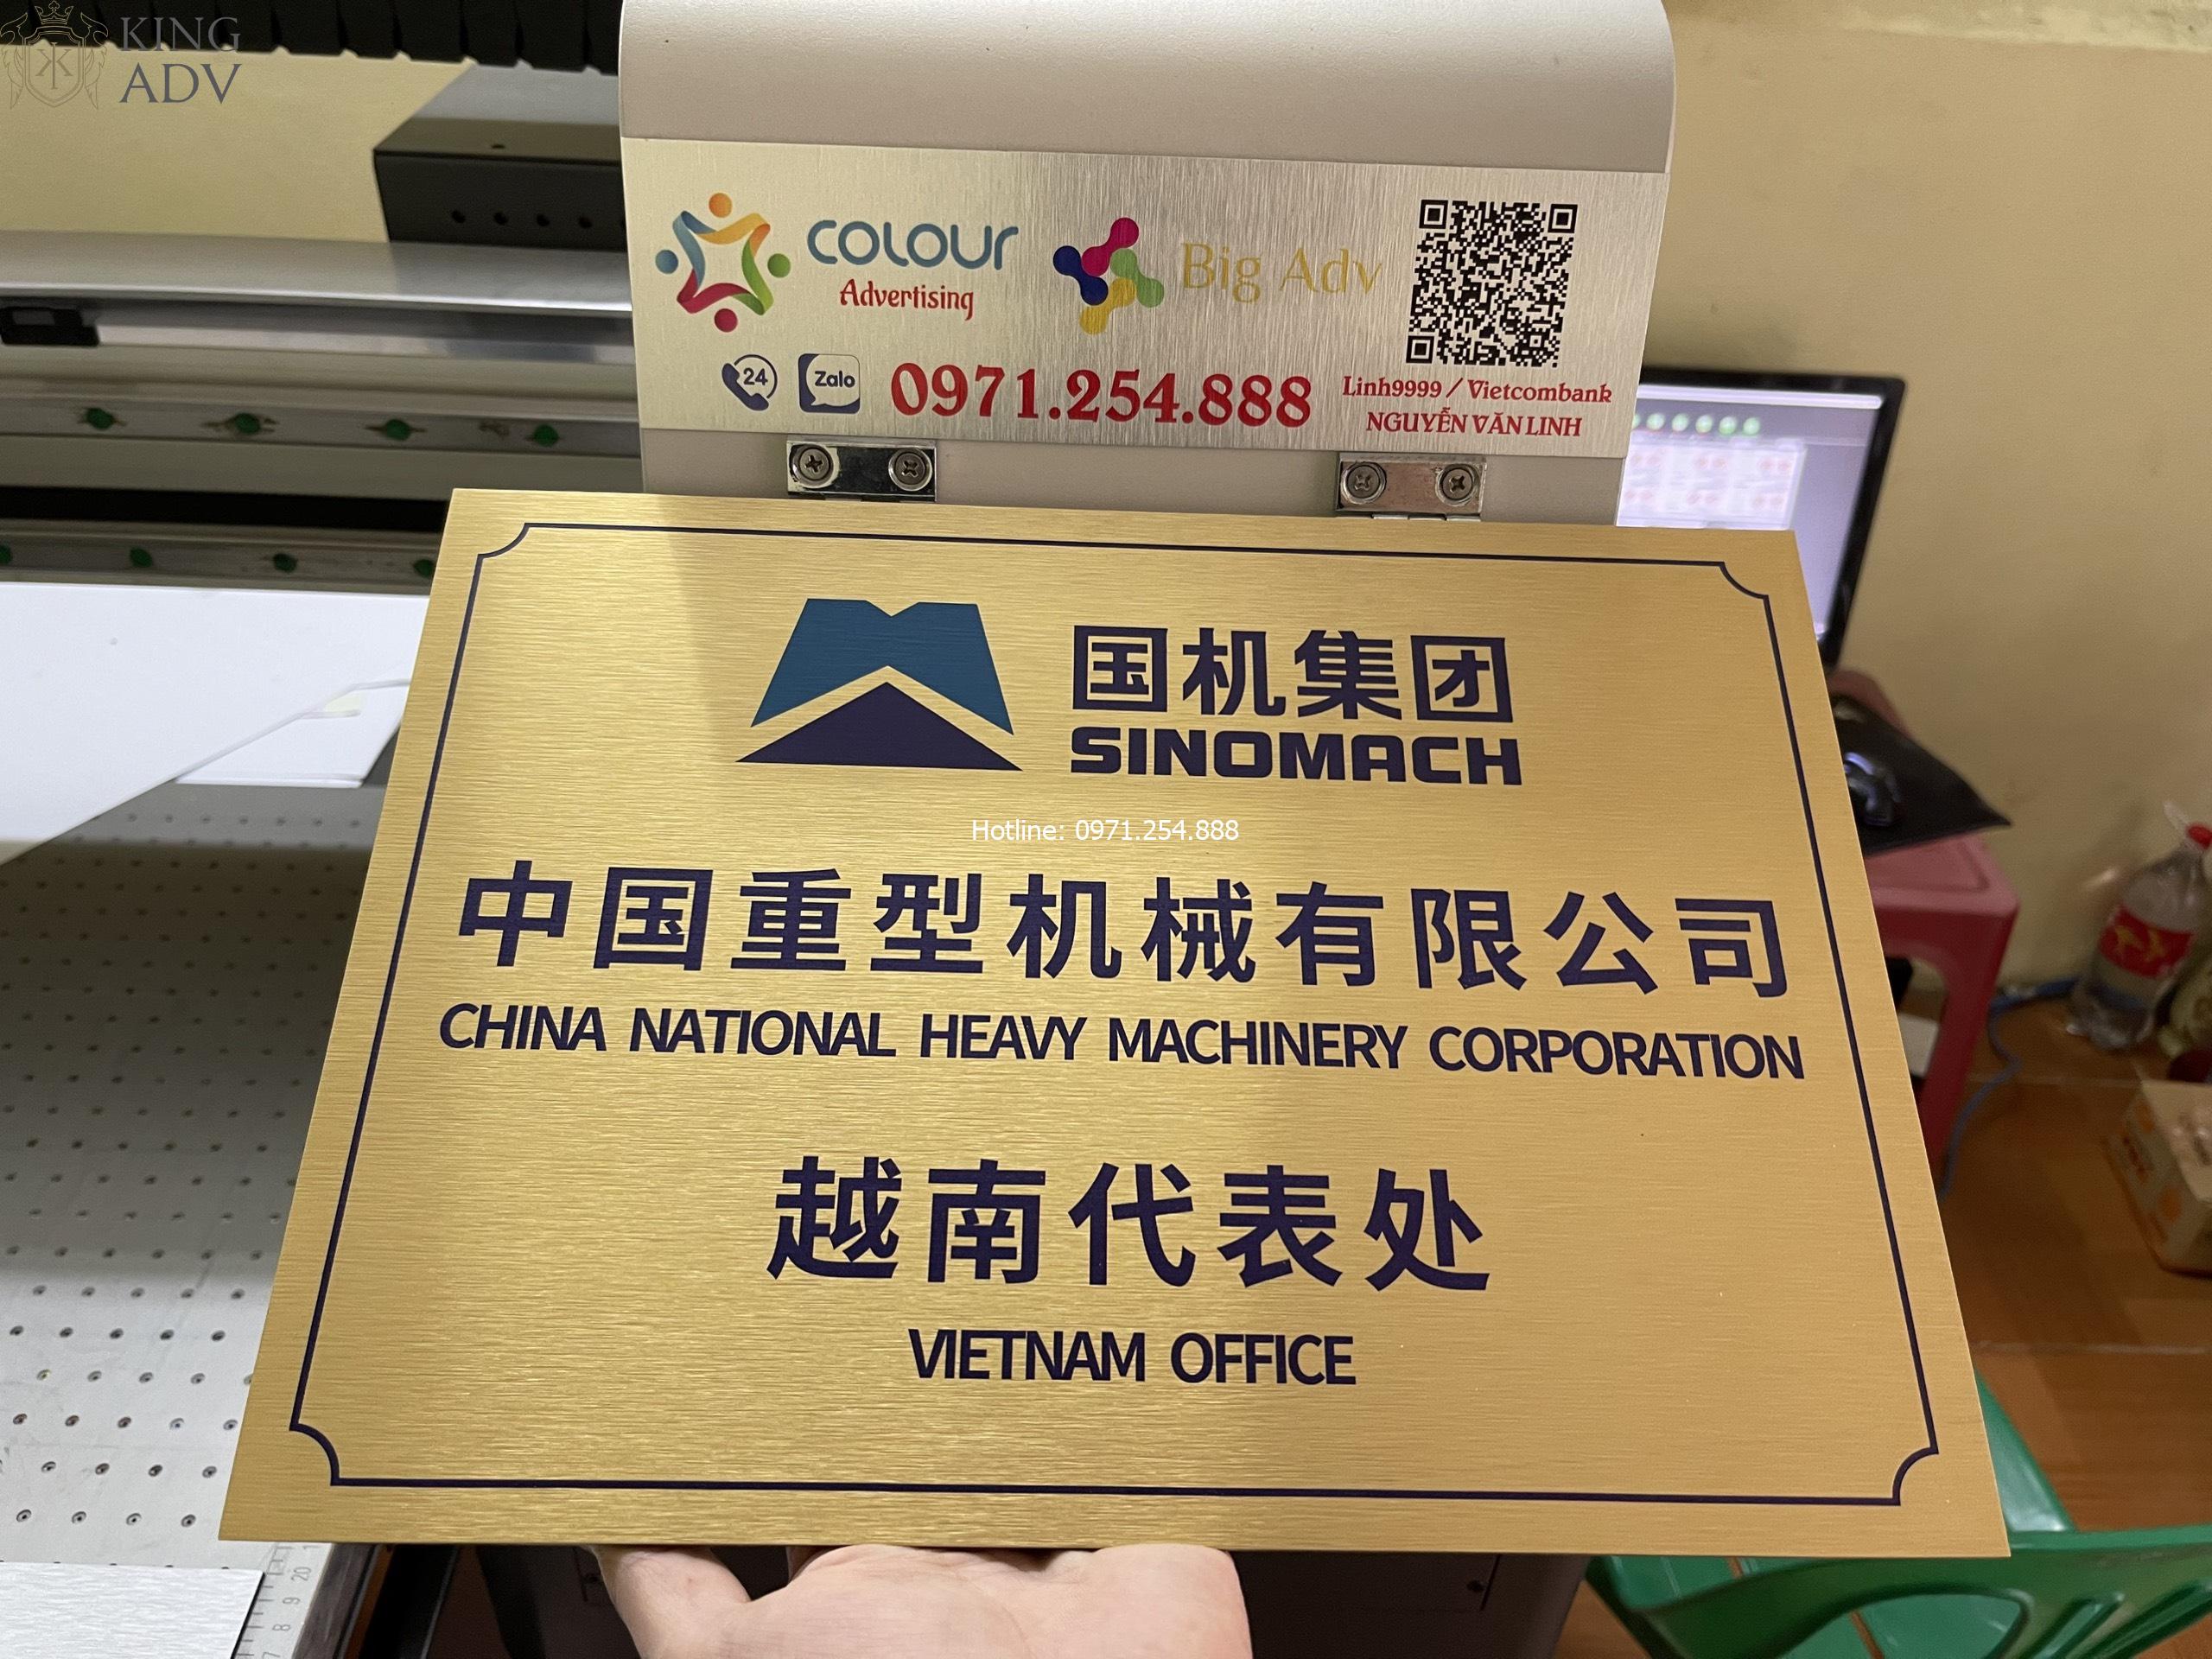 KING
ADV
COLOUR
Advertising
Big Adv
24
Zalo
0971.254.888
Linh9999 / Vietcombank
NGUYỄN VĂN LINH
国机集团
SINOMACH
Hotline: 0971.254.888
中国重型机械有限公司
CHINA NATIONAL HEAVY MACHINERY CORPORATION
越南代表处
VIETNAM OFFICE